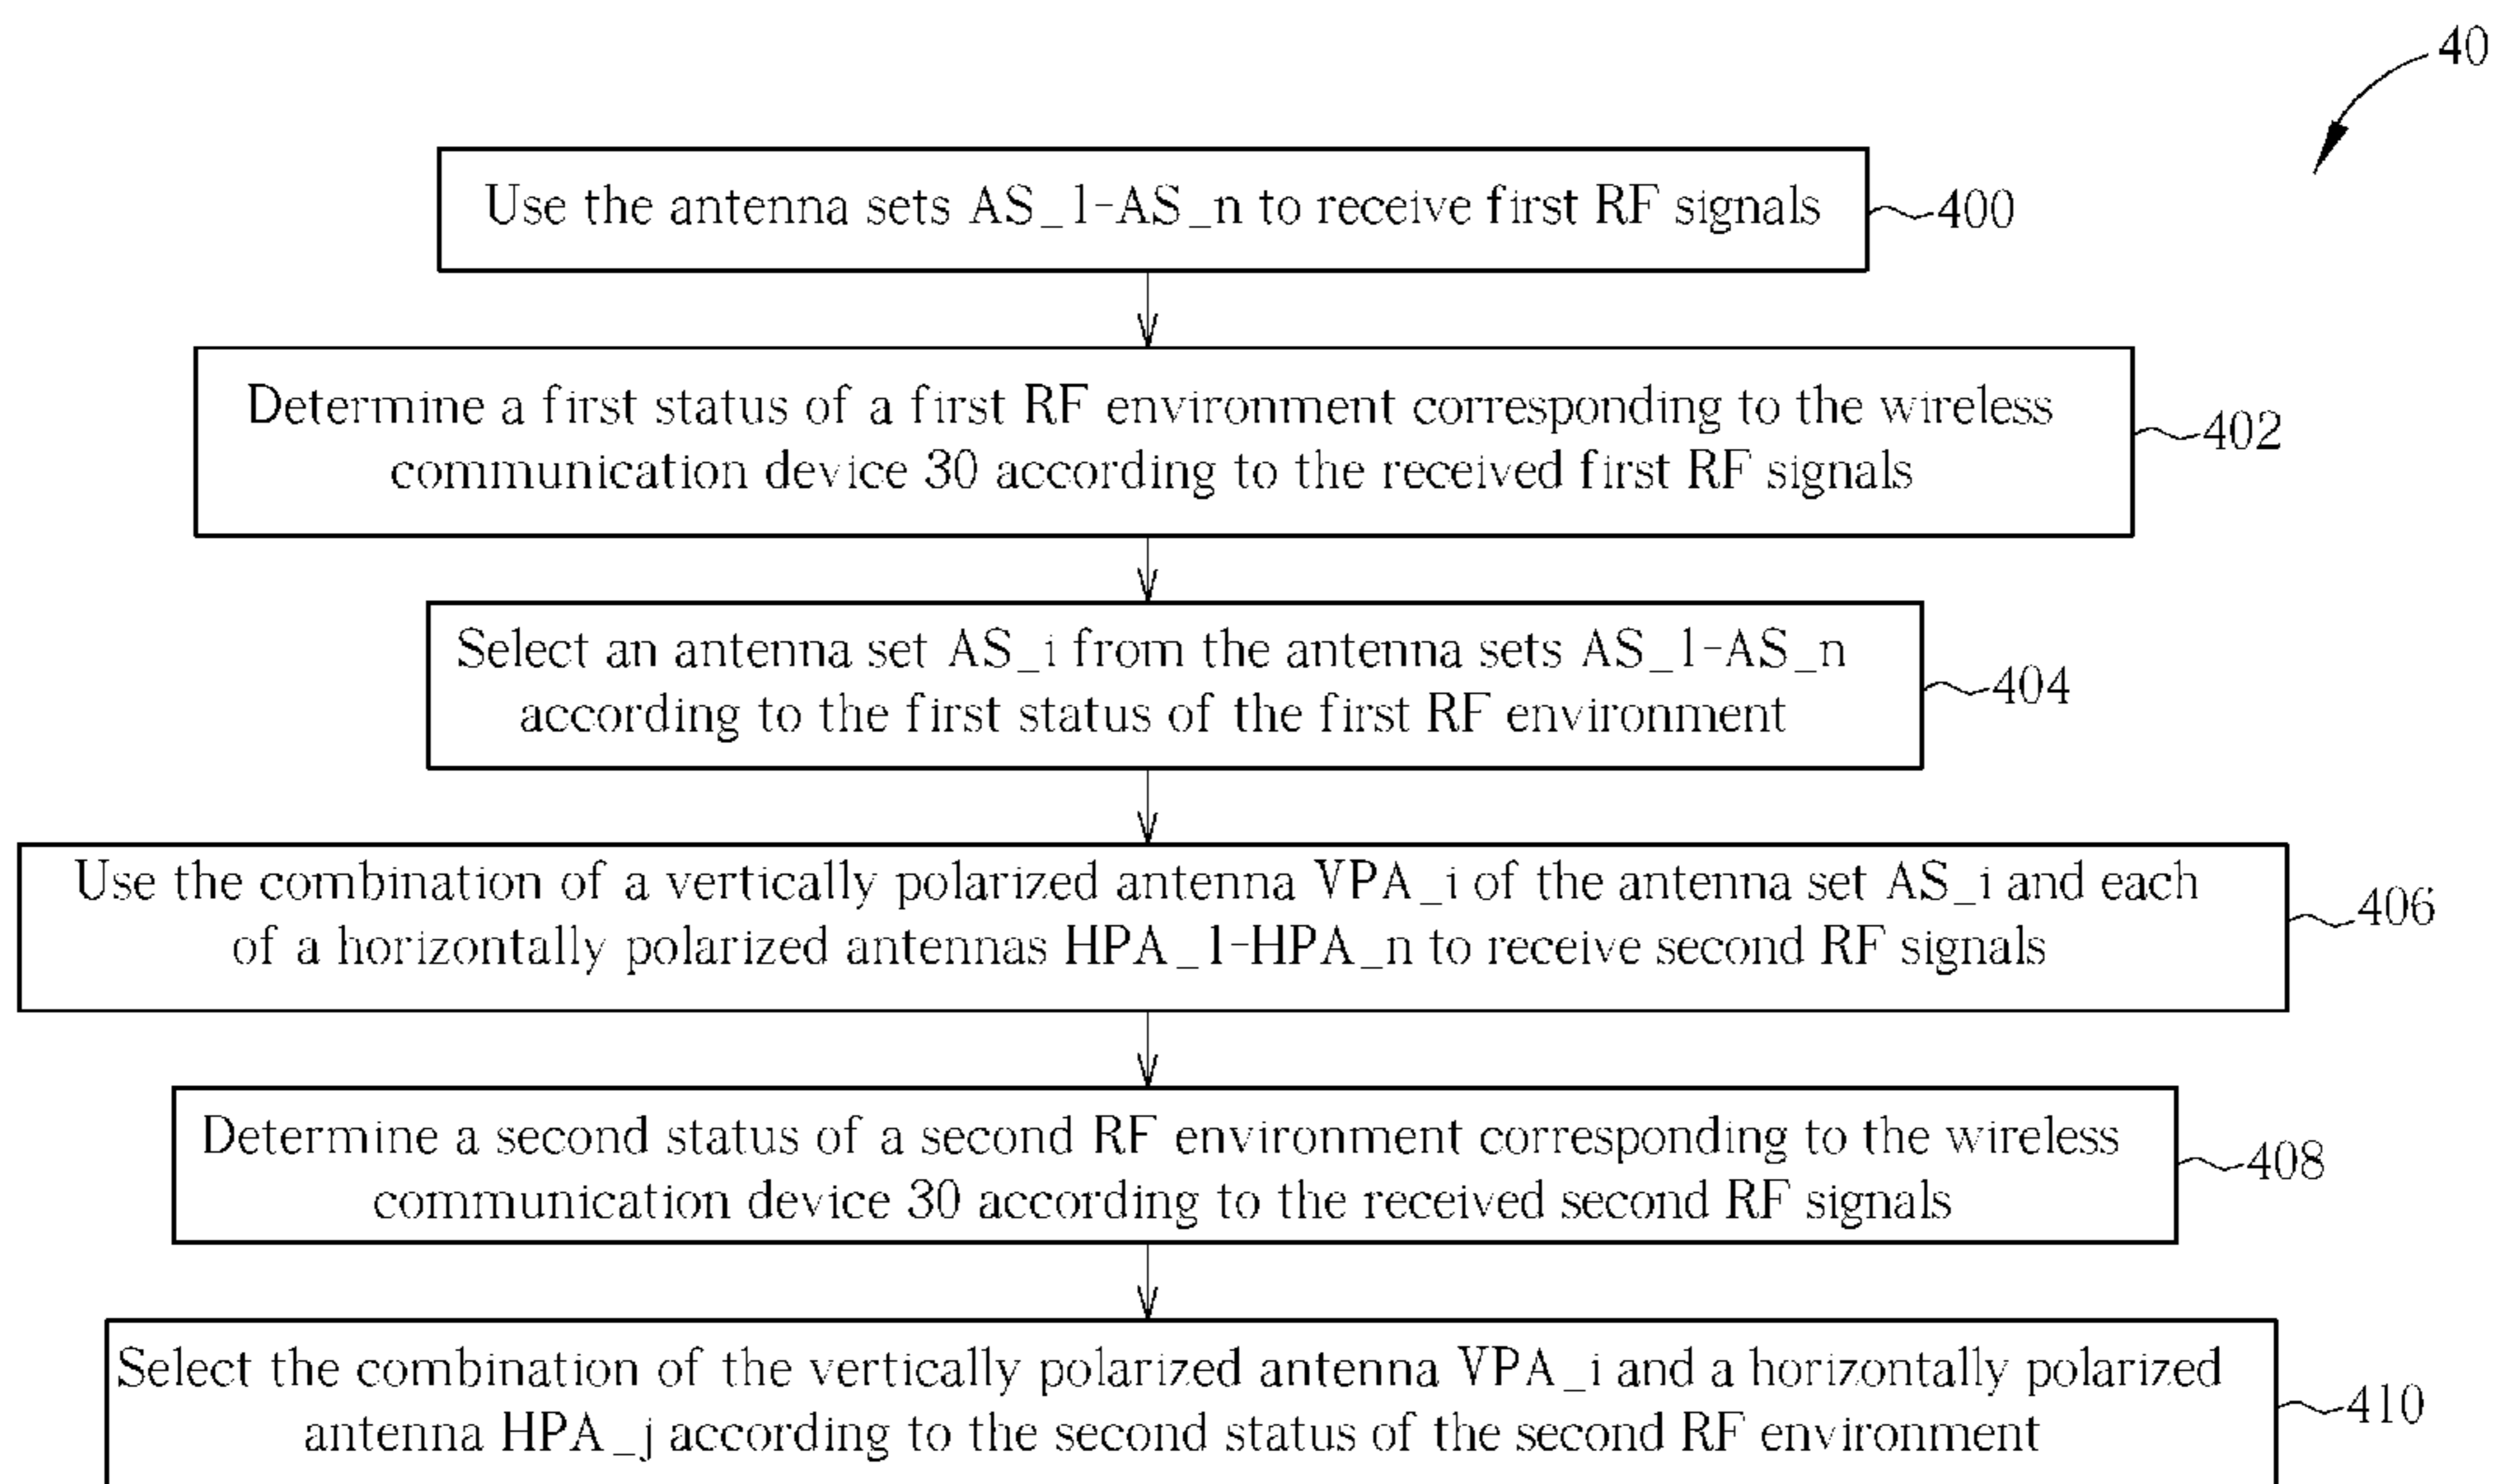 40
Use the antenna sets AS_1-AS_n to receive first RF signals
400
Determine a first status of a first RF environment corresponding to the wireless
communication device 30 according to the received first RF signals
402
Select an antenna set AS_i from the antenna sets AS_1-AS_n
according to the first status of the first RF environment
404
Use the combination of a vertically polarized antenna VPA_i of the antenna set AS_i and each
of a horizontally polarized antennas HPA_1-HPA_n to receive second RF signals
406
Determine a second status of a second RF environment corresponding to the wireless
communication device 30 according to the received second RF signals
408
Select the combination of the vertically polarized antenna VPA_i and a horizontally polarized
antenna HPA_j according to the second status of the second RF environment
410